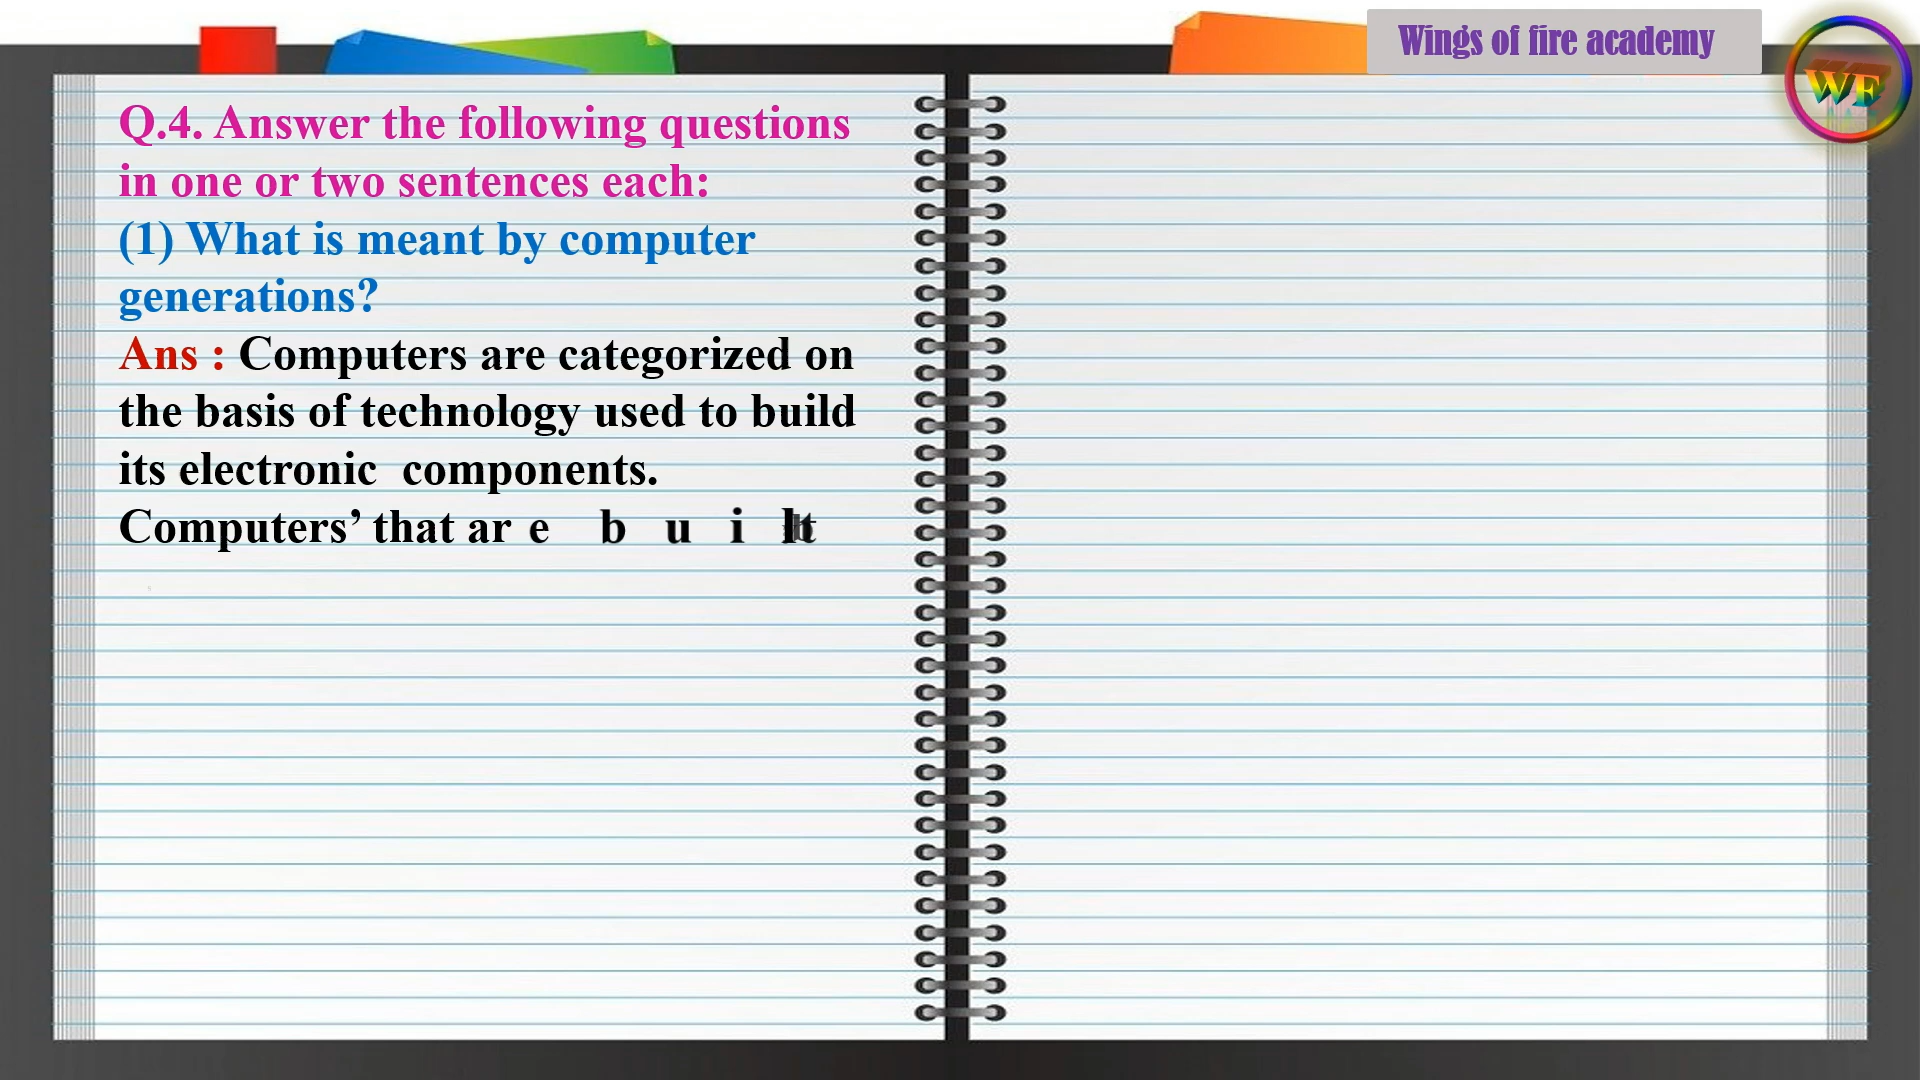 Wings of fire academy
WF
Q.4. Answer the following questions
in one or two sentences each:
(1) What is meant by computer
generations?
Ans : Computers are categorized on
the basis of technology used to build
its electronic  components.
Computers’ that are built